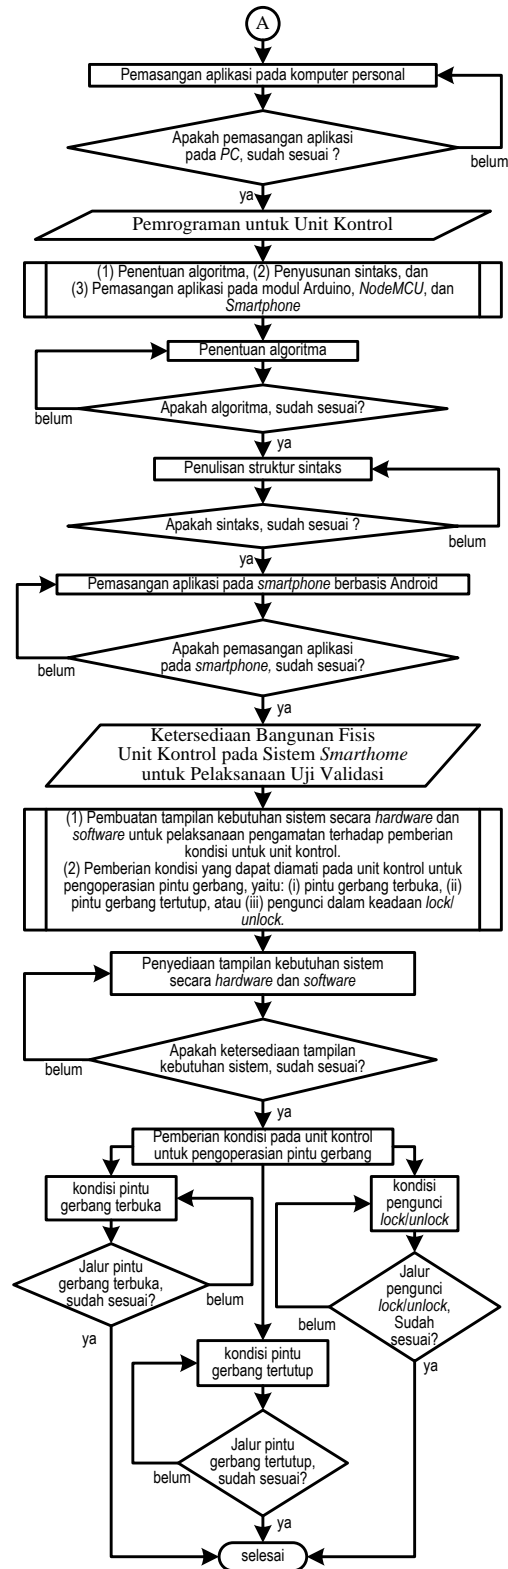 A
Pemasangan aplikasi pada komputer personal
Apakah pemasangan aplikasi
pada PC, sudah sesuai ?
belum
ya
Pemrograman untuk Unit Kontrol
(1) Penentuan algoritma, (2) Penyusunan sintaks, dan
(3) Pemasangan aplikasi pada modul Arduino, NodeMCU, dan
Smartphone
Penentuan algoritma
Apakah algoritma, sudah sesuai?
belum
ya
Penulisan struktur sintaks
Apakah sintaks, sudah sesuai ?
belum
ya
Pemasangan aplikasi pada smartphone berbasis Android
Apakah pemasangan aplikasi
pada smartphone, sudah sesuai?
belum
ya
Ketersediaan Bangunan Fisis
Unit Kontrol pada Sistem Smarthome
untuk Pelaksanaan Uji Validasi
(1) Pembuatan tampilan kebutuhan sistem secara hardware dan
software untuk pelaksanaan pengamatan terhadap pemberian
kondisi untuk unit kontrol.
(2) Pemberian kondisi yang dapat diamati pada unit kontrol untuk
pengoperasian pintu gerbang, yaitu: (i) pintu gerbang terbuka, (ii)
pintu gerbang tertutup, atau (iii) pengunci dalam keadaan lock/
unlock.
Penyediaan tampilan kebutuhan sistem
secara hardware dan software
Apakah ketersediaan tampilan
kebutuhan sistem, sudah sesuai?
belum
ya
Pemberian kondisi pada unit kontrol
untuk pengoperasian pintu gerbang
kondisi pintu
gerbang terbuka
Jalur pintu
gerbang terbuka,
sudah sesuai?
belum
ya
kondisi
pengunci
lock/unlock
Jalur
pengunci
lock/unlock,
Sudah
sesuai?
belum
ya
kondisi pintu
gerbang tertutup
Jalur pintu
gerbang tertutup,
sudah sesuai?
belum
ya
selesai